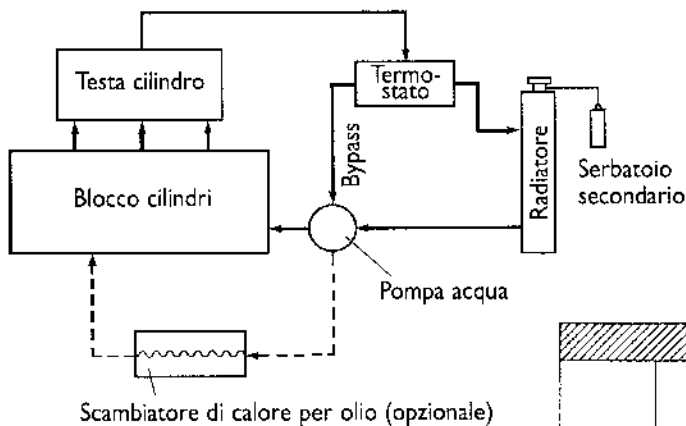 Testa cilindro
Termo-
stato
Bypass
Radiatore
Serbatoio
secondario
Blocco cilindri
Pompa acqua
Scambiatore di calore per olio (opzionale)